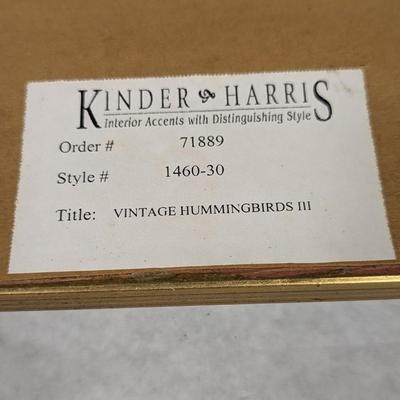 KINDER & HARRIS
Interior Accents with Distinguishing Style
Order # 71889
Style # 1460-30
Title: VINTAGE HUMMINGBIRDS III